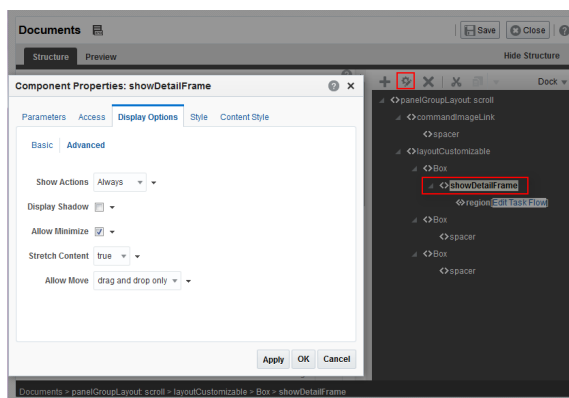 Documents
Save
Close
Structure
Preview
Hide Structure
Dock
Component Properties: showDetailFrame
Parameters
Access
Display Options
Style
Content Style
Basic
Advanced
Show Actions Always
Display Shadow
Allow Minimize
Stretch Content true
Allow Move drag and drop only
Apply
OK
Cancel
<>panelGroupLayout: scroll
<>commandImageLink
<>spacer
<>layoutCustomizable
<>Box
<>showDetailFrame
region[Edit Task Flow]
<>Box
<>spacer
<>Box
<>spacer
Documents > panelGroupLayout: scroll > layoutCustomizable > Box > showDetailFrame